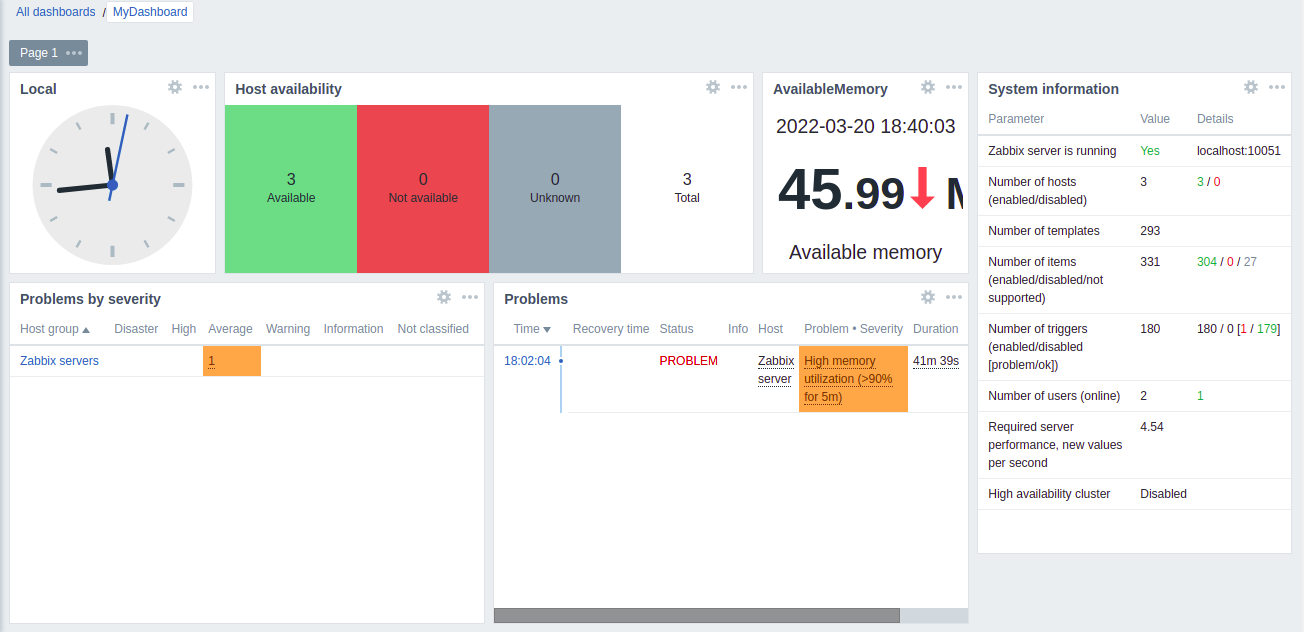 All dashboards / MyDashboard
Page 1
Local
Host availability
3
Available
0
Not available
0
Unknown
3
Total
AvailableMemory
2022-03-20 18:40:03
45.99
Available memory
System information
Parameter Value Details
Zabbix server is running Yes localhost:10051
Number of hosts 3 3 / 0
(enabled/disabled)
Number of templates 293
Number of items 331 304 / 0 / 27
(enabled/disabled/not
supported)
Number of triggers 180 180 / 0 [1 / 179]
(enabled/disabled
[problem/ok])
Number of users (online) 2 1
Required server 4.54
performance, new values
per second
High availability cluster Disabled
Problems by severity
Host group Disaster High Average Warning Information Not classified
Zabbix servers 1
Problems
Time Recovery time Status Info Host Problem • Severity Duration
18:02:04 PROBLEM Zabbix High memory 41m 39s
server utilization (>90%
for 5m)